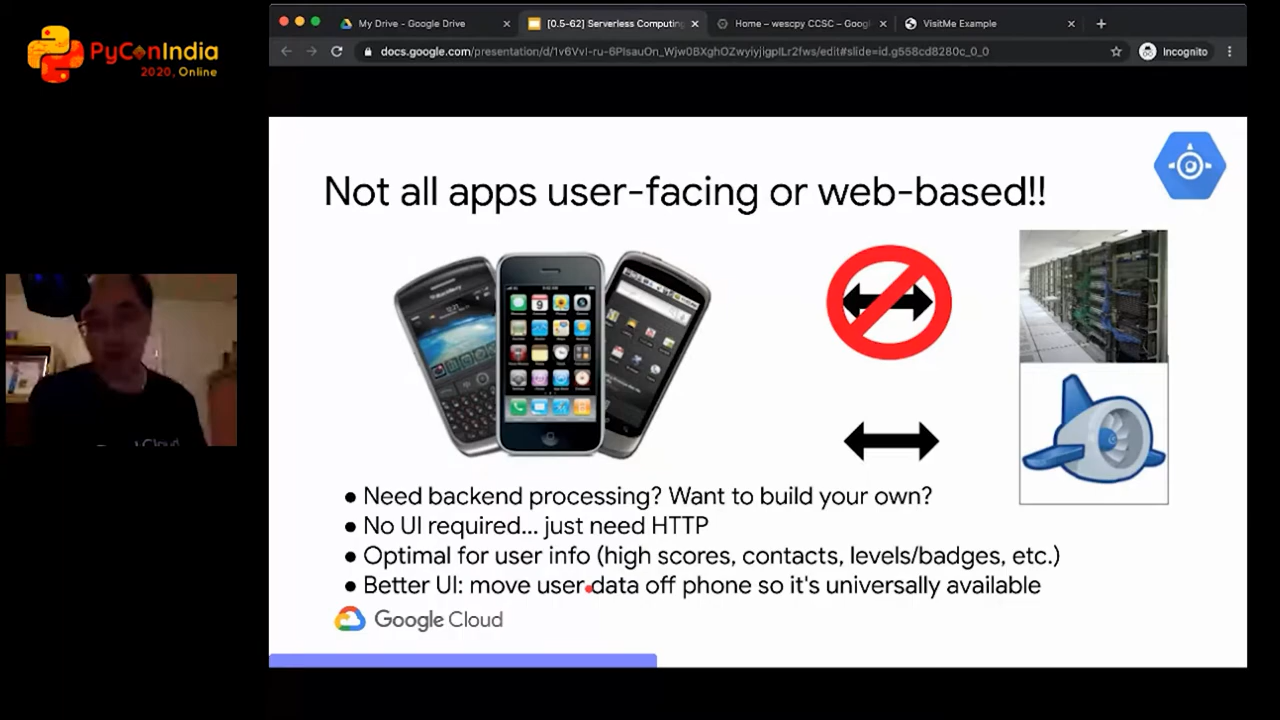 PyConIndia
2020, Online
My Drive - Google Drive
[0.5-62] Serverless Computing
Home – wescpy CCSC – Goog
VisitMe Example
docs.google.com/presentation/d/1v6VvI-ru-6PlsauOn_Wjw0BXghOZwyiyjigpILr2fws/edit#slide=id.g558cd8280c_0_0
Incognito
Not all apps user-facing or web-based!!
● Need backend processing? Want to build your own?
● No UI required... just need HTTP
● Optimal for user info (high scores, contacts, levels/badges, etc.)
● Better UI: move user data off phone so it's universally available
Google Cloud